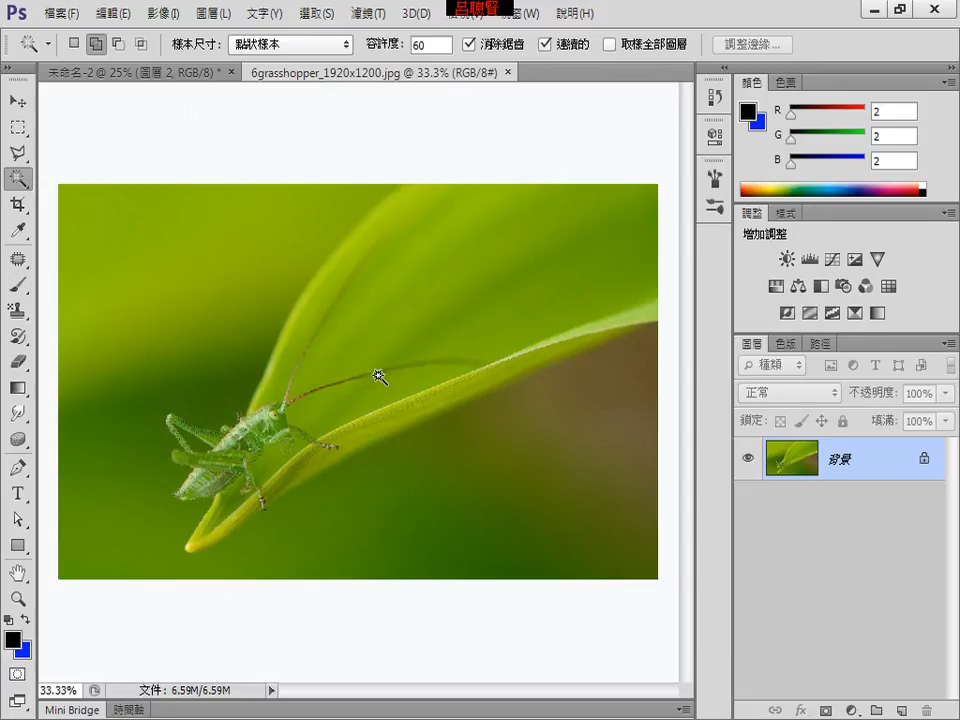 Ps 檔案(F) 編輯(E) 影像(I) 圖層(L) 文字(Y) 選取(S) 濾鏡(T) 3D(D) 呂聰賢 視窗(W) 說明(H)
樣本尺寸: 點狀樣本 容許度: 60 消除鋸齒 連續的 取樣全部圖層 調整邊緣...
未命名-2 @ 25% (圖層 2, RGB/8) * × 6grasshopper_1920x1200.jpg @ 33.3% (RGB/8#) ×
顏色 色票
R 2
G 2
B 2
調整 樣式
增加調整
圖層 色版 路徑
種類
正常 不透明度: 100%
鎖定: 填滿: 100%
背景
33.33% 文件: 6.59M/6.59M
Mini Bridge 時間軸